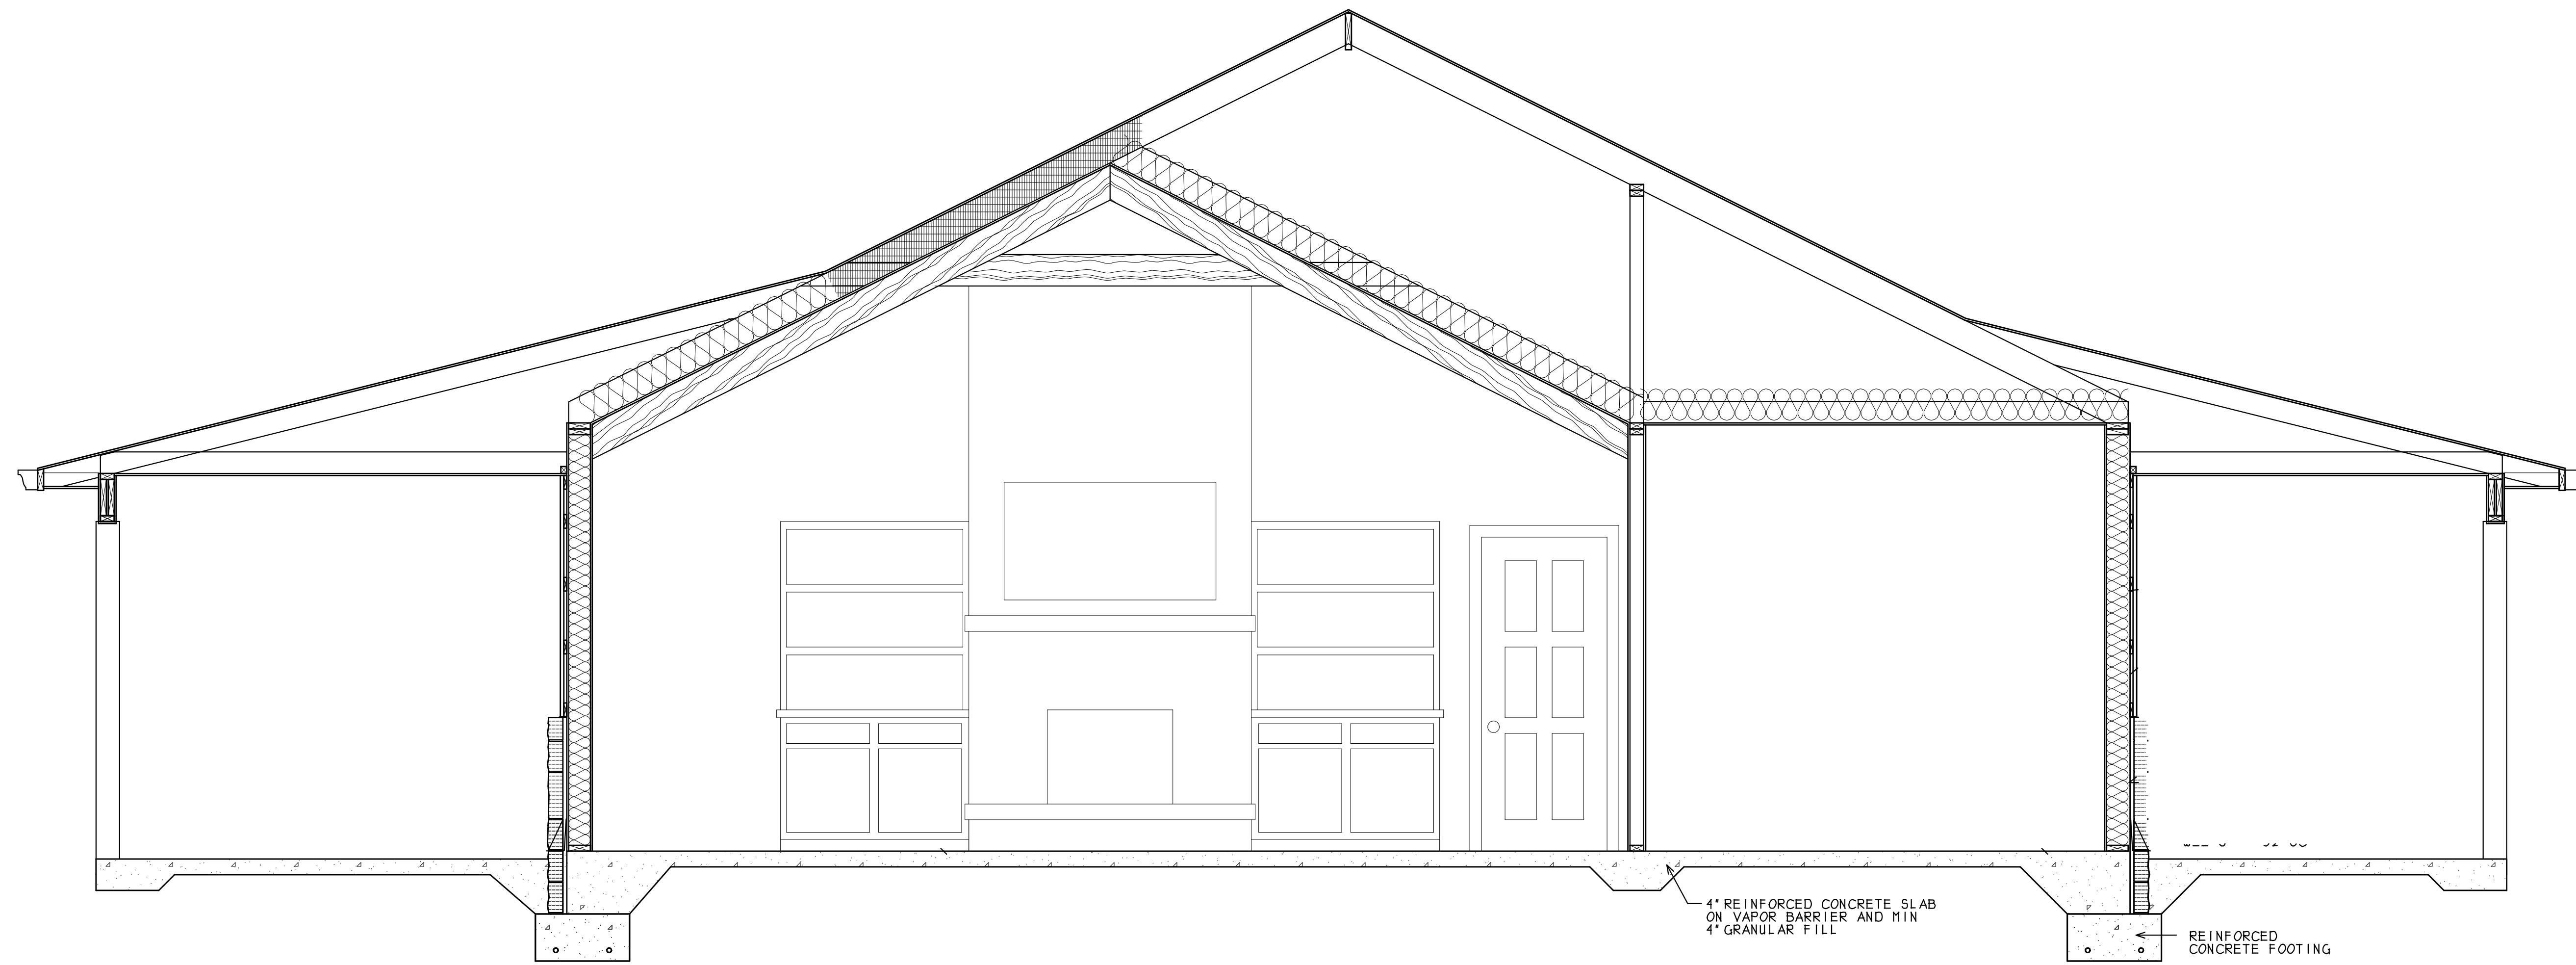 4" REINFORCED CONCRETE SLAB
ON VAPOR BARRIER AND MIN
4" GRANULAR FILL
REINFORCED
CONCRETE FOOTING